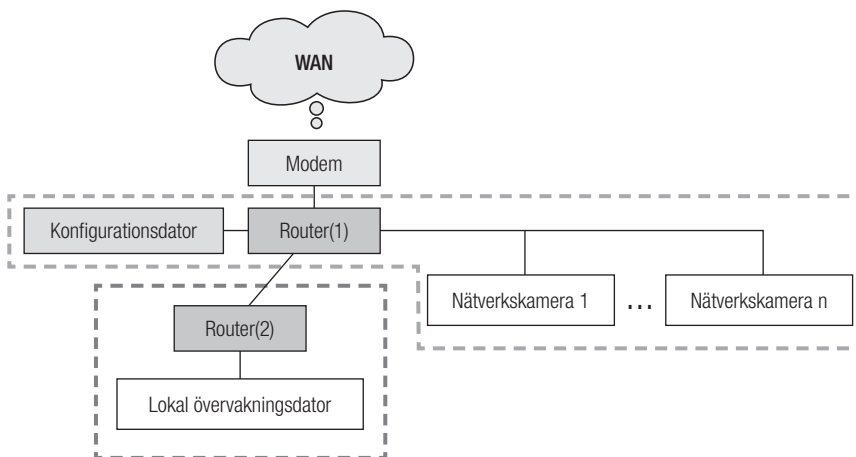 WAN
Modem
Konfigurationsdator
Router(1)
Nätverkskamera 1
...
Nätverkskamera n
Router(2)
Lokal övervakningsdator